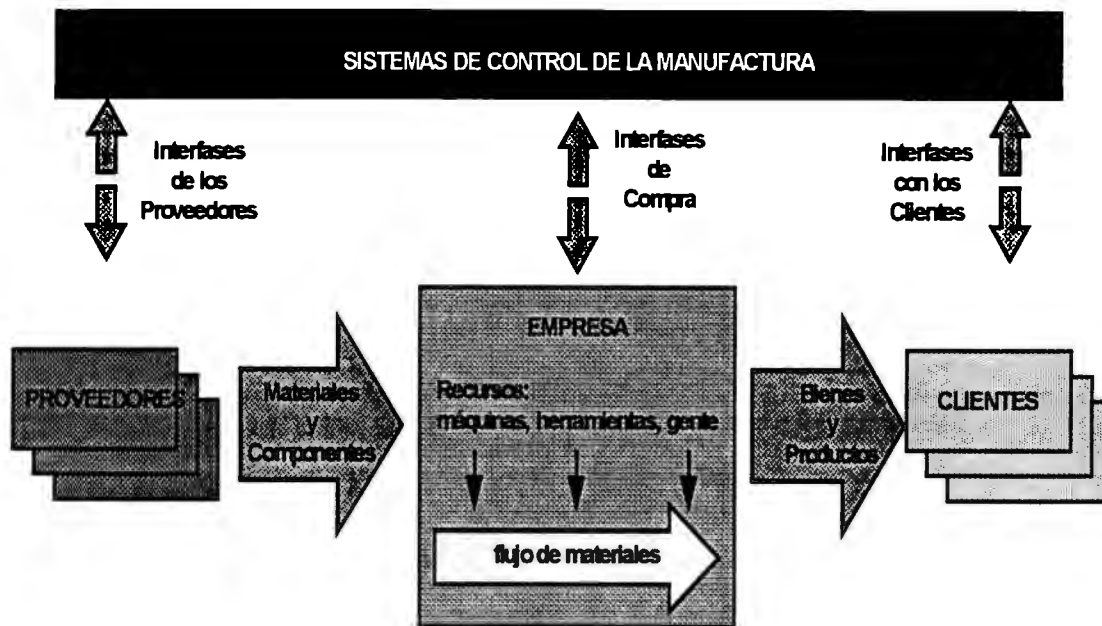 SISTEMAS DE CONTROL DE LA MANUFACTURA
Interfases
de los
Proveedores
Interfases
de
Compra
Interfases
con los
Clientes
PROVEEDORES
Materiales
y
Componentes
EMPRESA
Recursos:
máquinas, herramientas, gente
flujo de materiales
Bienes
y
Productos
CLIENTES